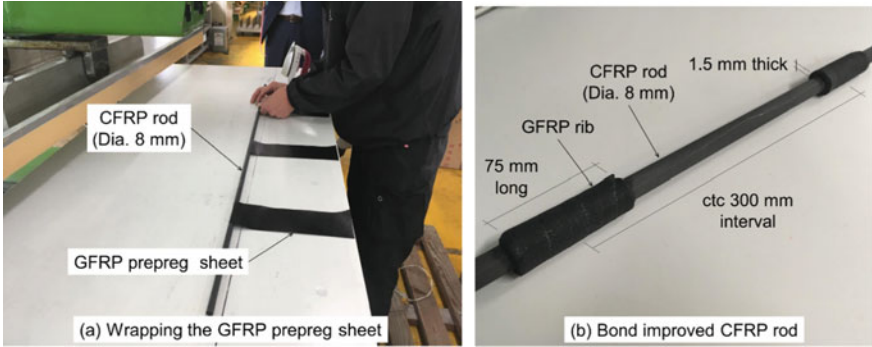 CFRP rod
(Dia. 8 mm)
GFRP prepreg sheet
(a) Wrapping the GFRP prepreg sheet
1.5 mm thick
CFRP rod
(Dia. 8 mm)
GFRP rib
75 mm
long
ctc 300 mm
interval
(b) Bond improved CFRP rod